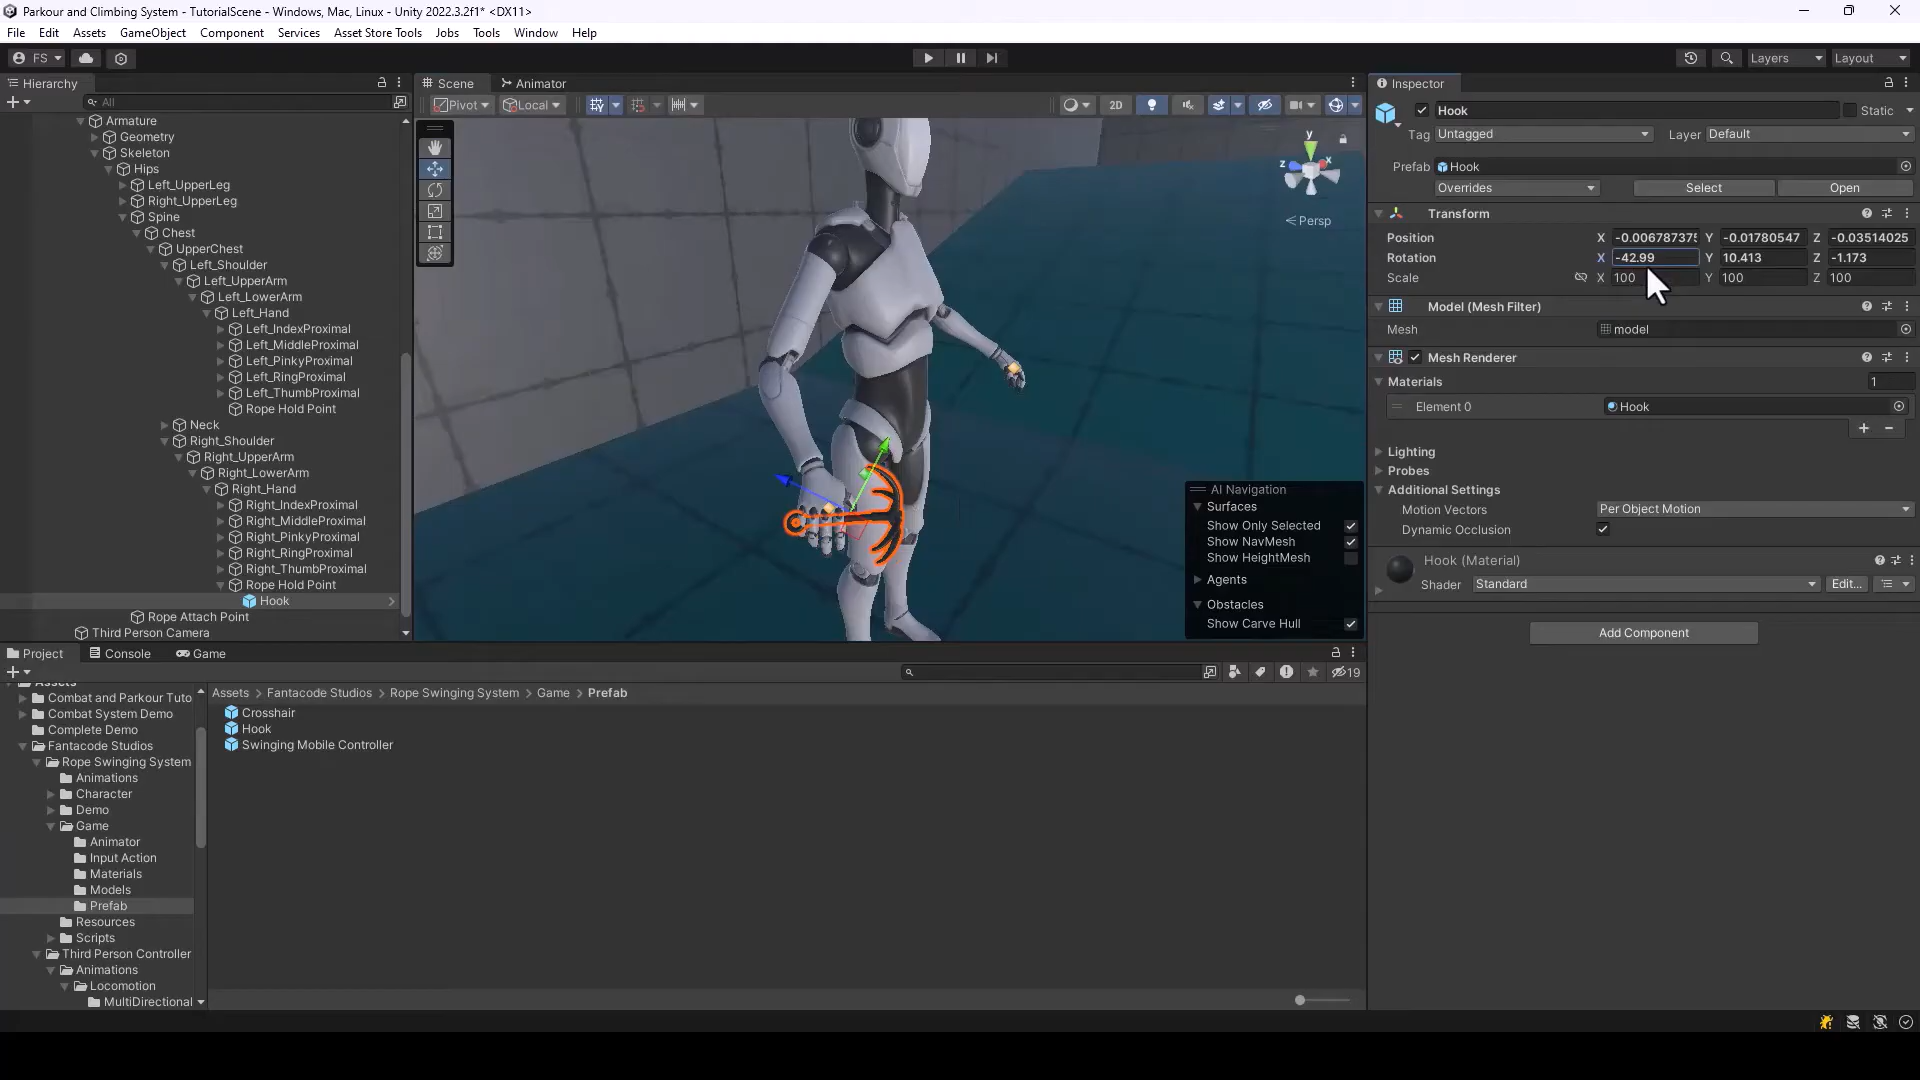 Parkour and Climbing System - TutorialScene - Windows, Mac, Linux - Unity 2022.3.2f1* <DX11>
File Edit Assets GameObject Component Services Asset Store Tools Jobs Tools Window Help
FS
Layers Layout
Hierarchy
All
Armature
Geometry
Skeleton
Hips
Left_UpperLeg
Right_UpperLeg
Spine
Chest
UpperChest
Left_Shoulder
Left_UpperArm
Left_LowerArm
Left_Hand
Left_IndexProximal
Left_MiddleProximal
Left_PinkyProximal
Left_RingProximal
Left_ThumbProximal
Rope Hold Point
Neck
Right_Shoulder
Right_UpperArm
Right_LowerArm
Right_Hand
Right_IndexProximal
Right_MiddleProximal
Right_PinkyProximal
Right_RingProximal
Right_ThumbProximal
Rope Hold Point
Hook
Rope Attach Point
Third Person Camera
Scene Animator
Pivot Local 2D
y
z x
< Persp
AI Navigation
Surfaces
Show Only Selected
Show NavMesh
Show HeightMesh
Agents
Obstacles
Show Carve Hull
Inspector
Hook Static
Tag Untagged Layer Default
Prefab Hook
Overrides Select Open
Transform
Position X -0.006787375 Y -0.01780547 Z -0.03514025
Rotation X -42.99 Y 10.413 Z -1.173
Scale X 100 Y 100 Z 100
Model (Mesh Filter)
Mesh model
Mesh Renderer
Materials 1
Element 0 Hook
Lighting
Probes
Additional Settings
Motion Vectors Per Object Motion
Dynamic Occlusion
Hook (Material)
Shader Standard Edit...
Add Component
Project Console Game
19
Assets
Combat and Parkour Tuto
Combat System Demo
Complete Demo
Fantacode Studios
Rope Swinging System
Animations
Character
Demo
Game
Animator
Input Action
Materials
Models
Prefab
Resources
Scripts
Third Person Controller
Animations
Locomotion
MultiDirectional
Assets > Fantacode Studios > Rope Swinging System > Game > Prefab
Crosshair
Hook
Swinging Mobile Controller